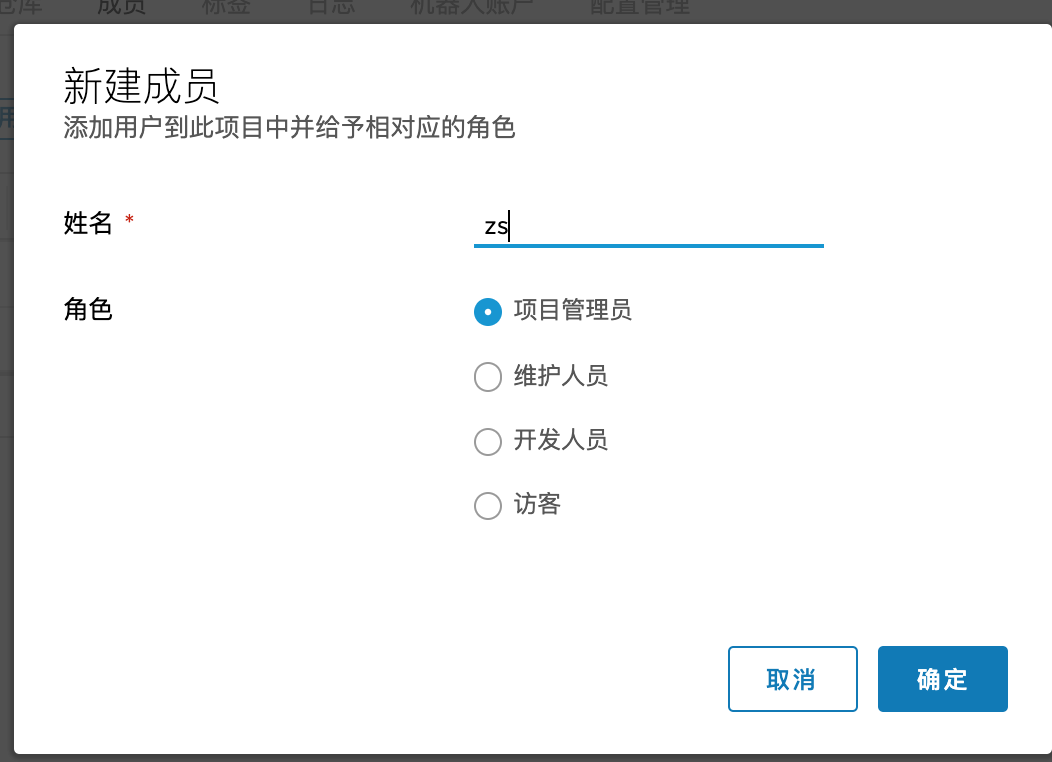 仓库 成员 标签 日志 机器人账户 配置管理
新建成员
添加用户到此项目中并给予相对应的角色
姓名 *
zs
角色
项目管理员
维护人员
开发人员
访客
取消 确定